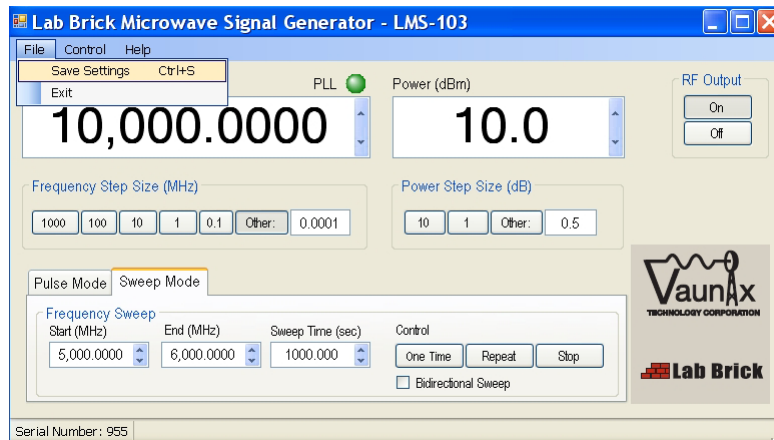 Lab Brick Microwave Signal Generator - LMS-103
File Control Help
Save Settings Ctrl+S
Exit
PLL
Power (dBm)
RF Output
10,000.0000
10.0
On
Off
Frequency Step Size (MHz)
Power Step Size (dB)
1000 100 10 1 0.1 Other: 0.0001
10 1 Other: 0.5
Pulse Mode Sweep Mode
Frequency Sweep
Start (MHz) End (MHz) Sweep Time (sec) Control
5,000.0000 6,000.0000 1000.000 One Time Repeat Stop
Bidirectional Sweep
Vaunix
TECHNOLOGY CORPORATION
Lab Brick
Serial Number: 955